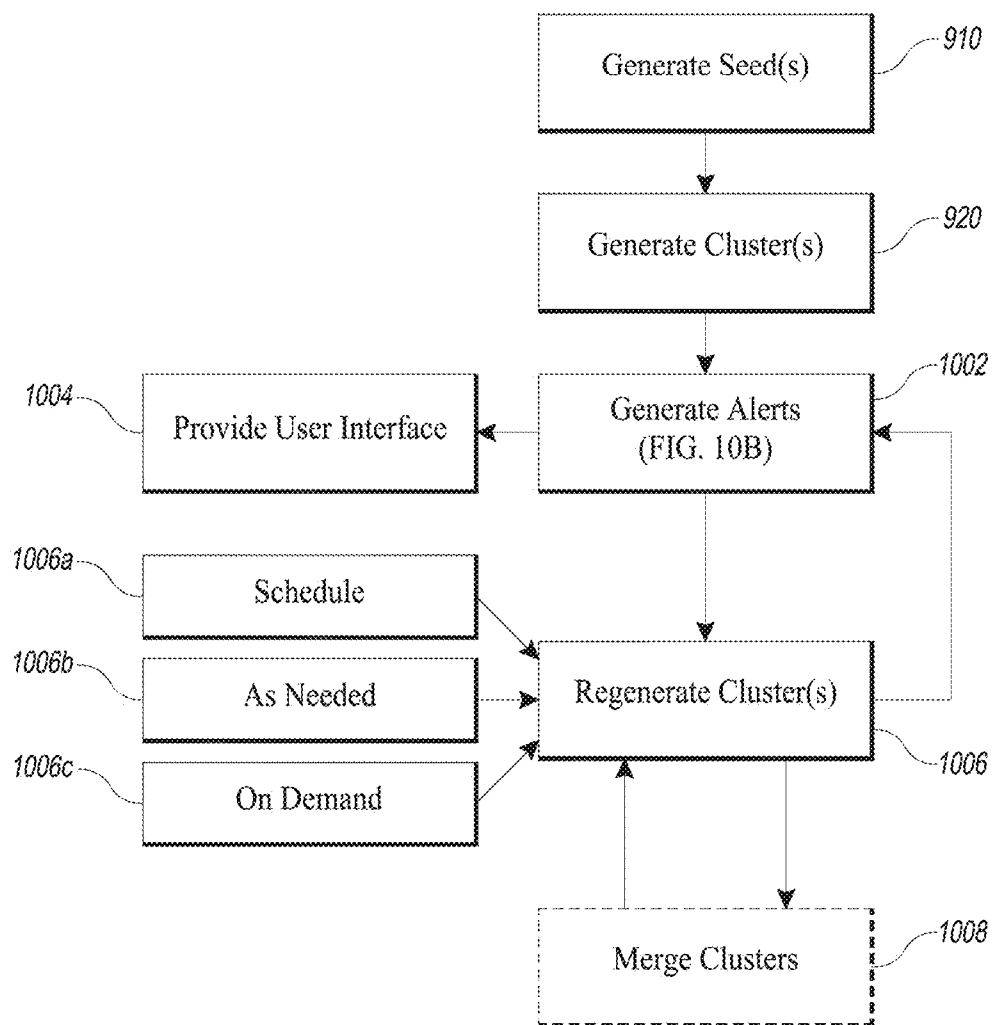 910
Generate Seed(s)
920
Generate Cluster(s)
1002
1004
Generate Alerts
(FIG. 10B)
Provide User Interface
1006a
Schedule
1006b
As Needed
Regenerate Cluster(s)
1006c
1006
On Demand
1008
Merge Clusters